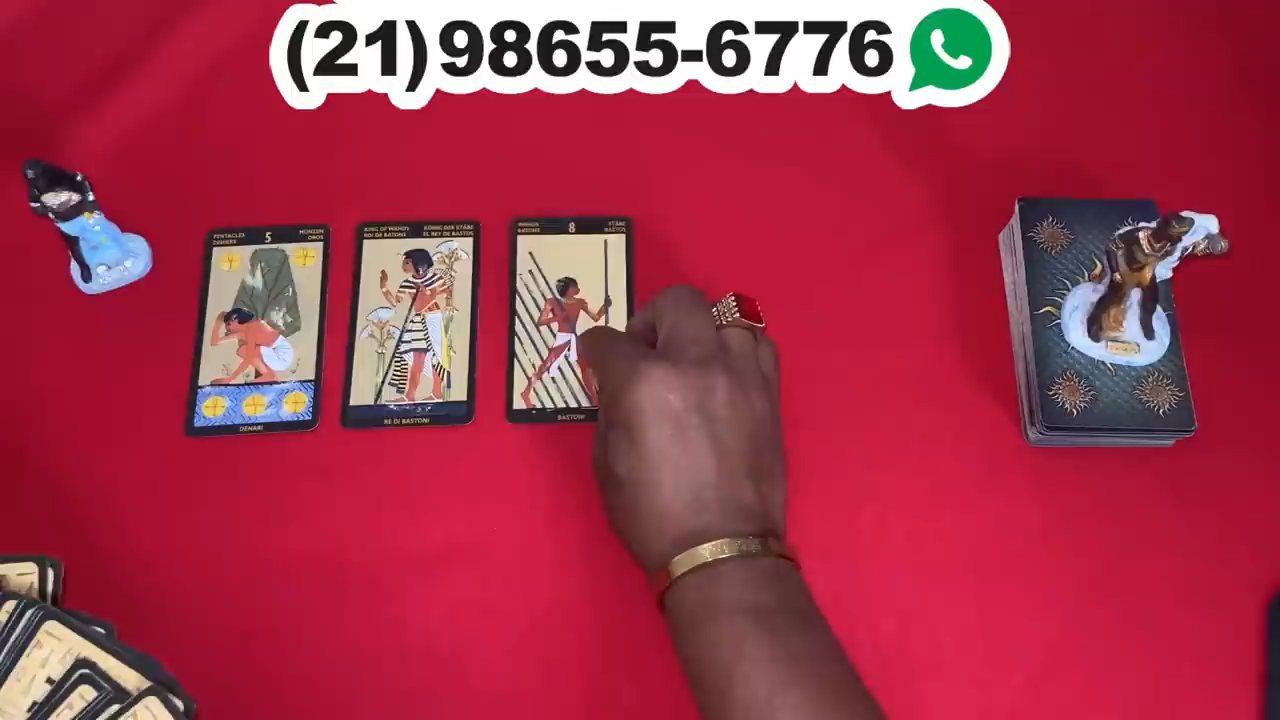 (21)98655-6776
PENTACLES
DENIERS
5
MÜNZEN
OROS
DENARI
KING OF WANDS
ROI DE BATONS
KÖNIG DER STÄBE
EL REY DE BASTOS
RE DI BASTONI
WANDS
BATONS
8
STÄBE
BASTOS
BASTONI